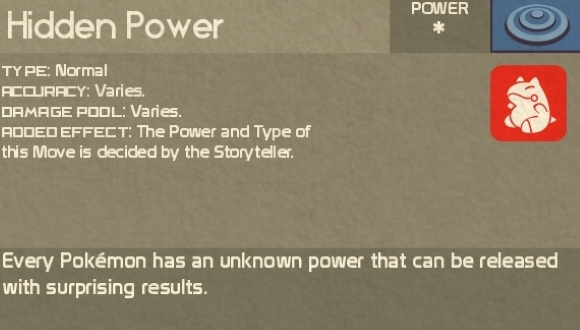 Hidden Power
POWER
*
TYPE: Normal
ACCURACY: Varies.
DAMAGE POOL: Varies.
ADDED EFFECT: The Power and Type of
this Move is decided by the Storyteller.
Every Pokémon has an unknown power that can be released
with surprising results.